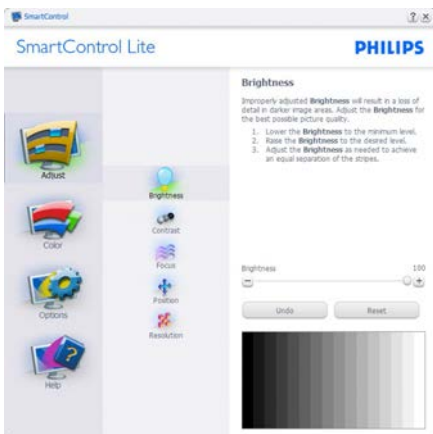 SmartControl
SmartControl Lite
PHILIPS
Adjust
Color
Options
Help
Brightness
Contrast
Focus
Position
Resolution
Brightness
Improperly adjusted Brightness will result in a loss of
detail in darker image areas. Adjust the Brightness for
the best possible picture quality.
1. Lower the Brightness to the minimum level.
2. Raise the Brightness to the desired level.
3. Adjust the Brightness as needed to achieve
an equal separation of the stripes.
Brightness 100
Undo Reset